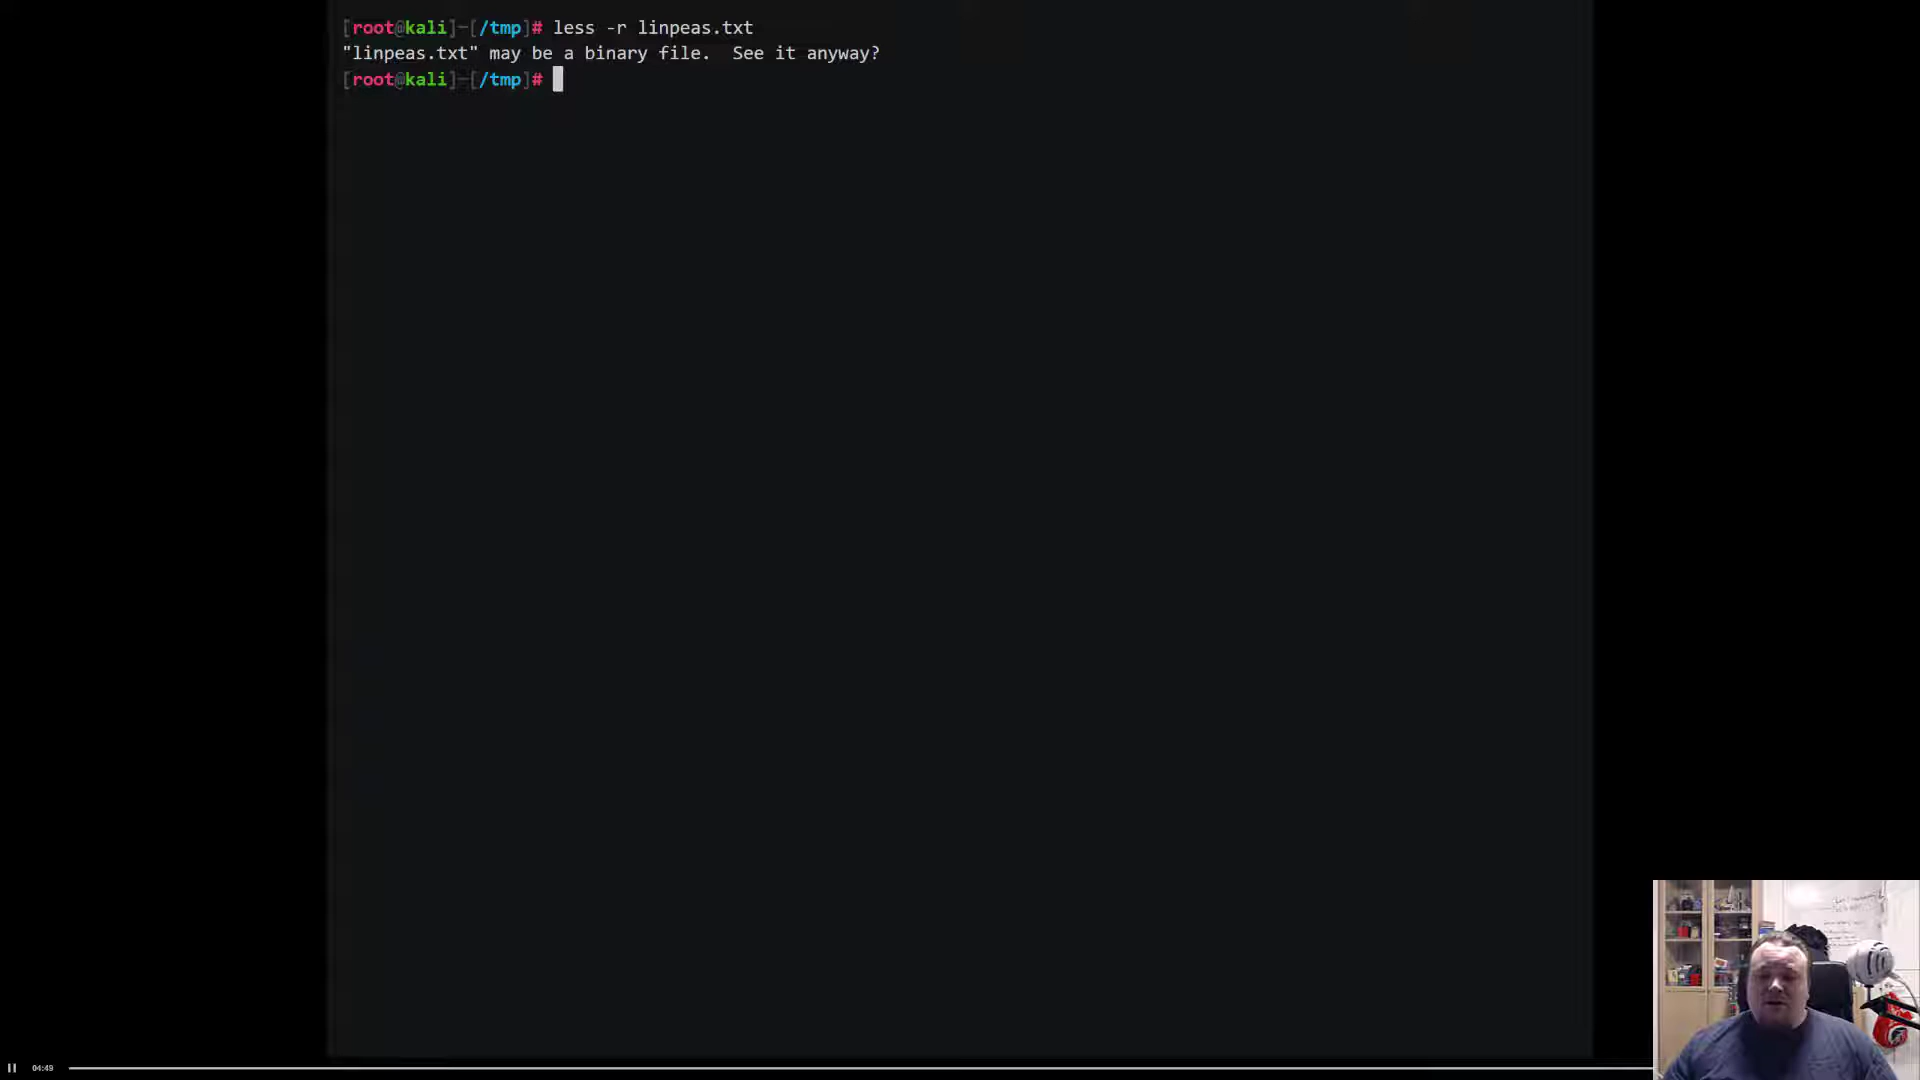 [root@kali]-[/tmp]# less -r linpeas.txt
"linpeas.txt" may be a binary file.  See it anyway?
[root@kali]-[/tmp]#
04:49